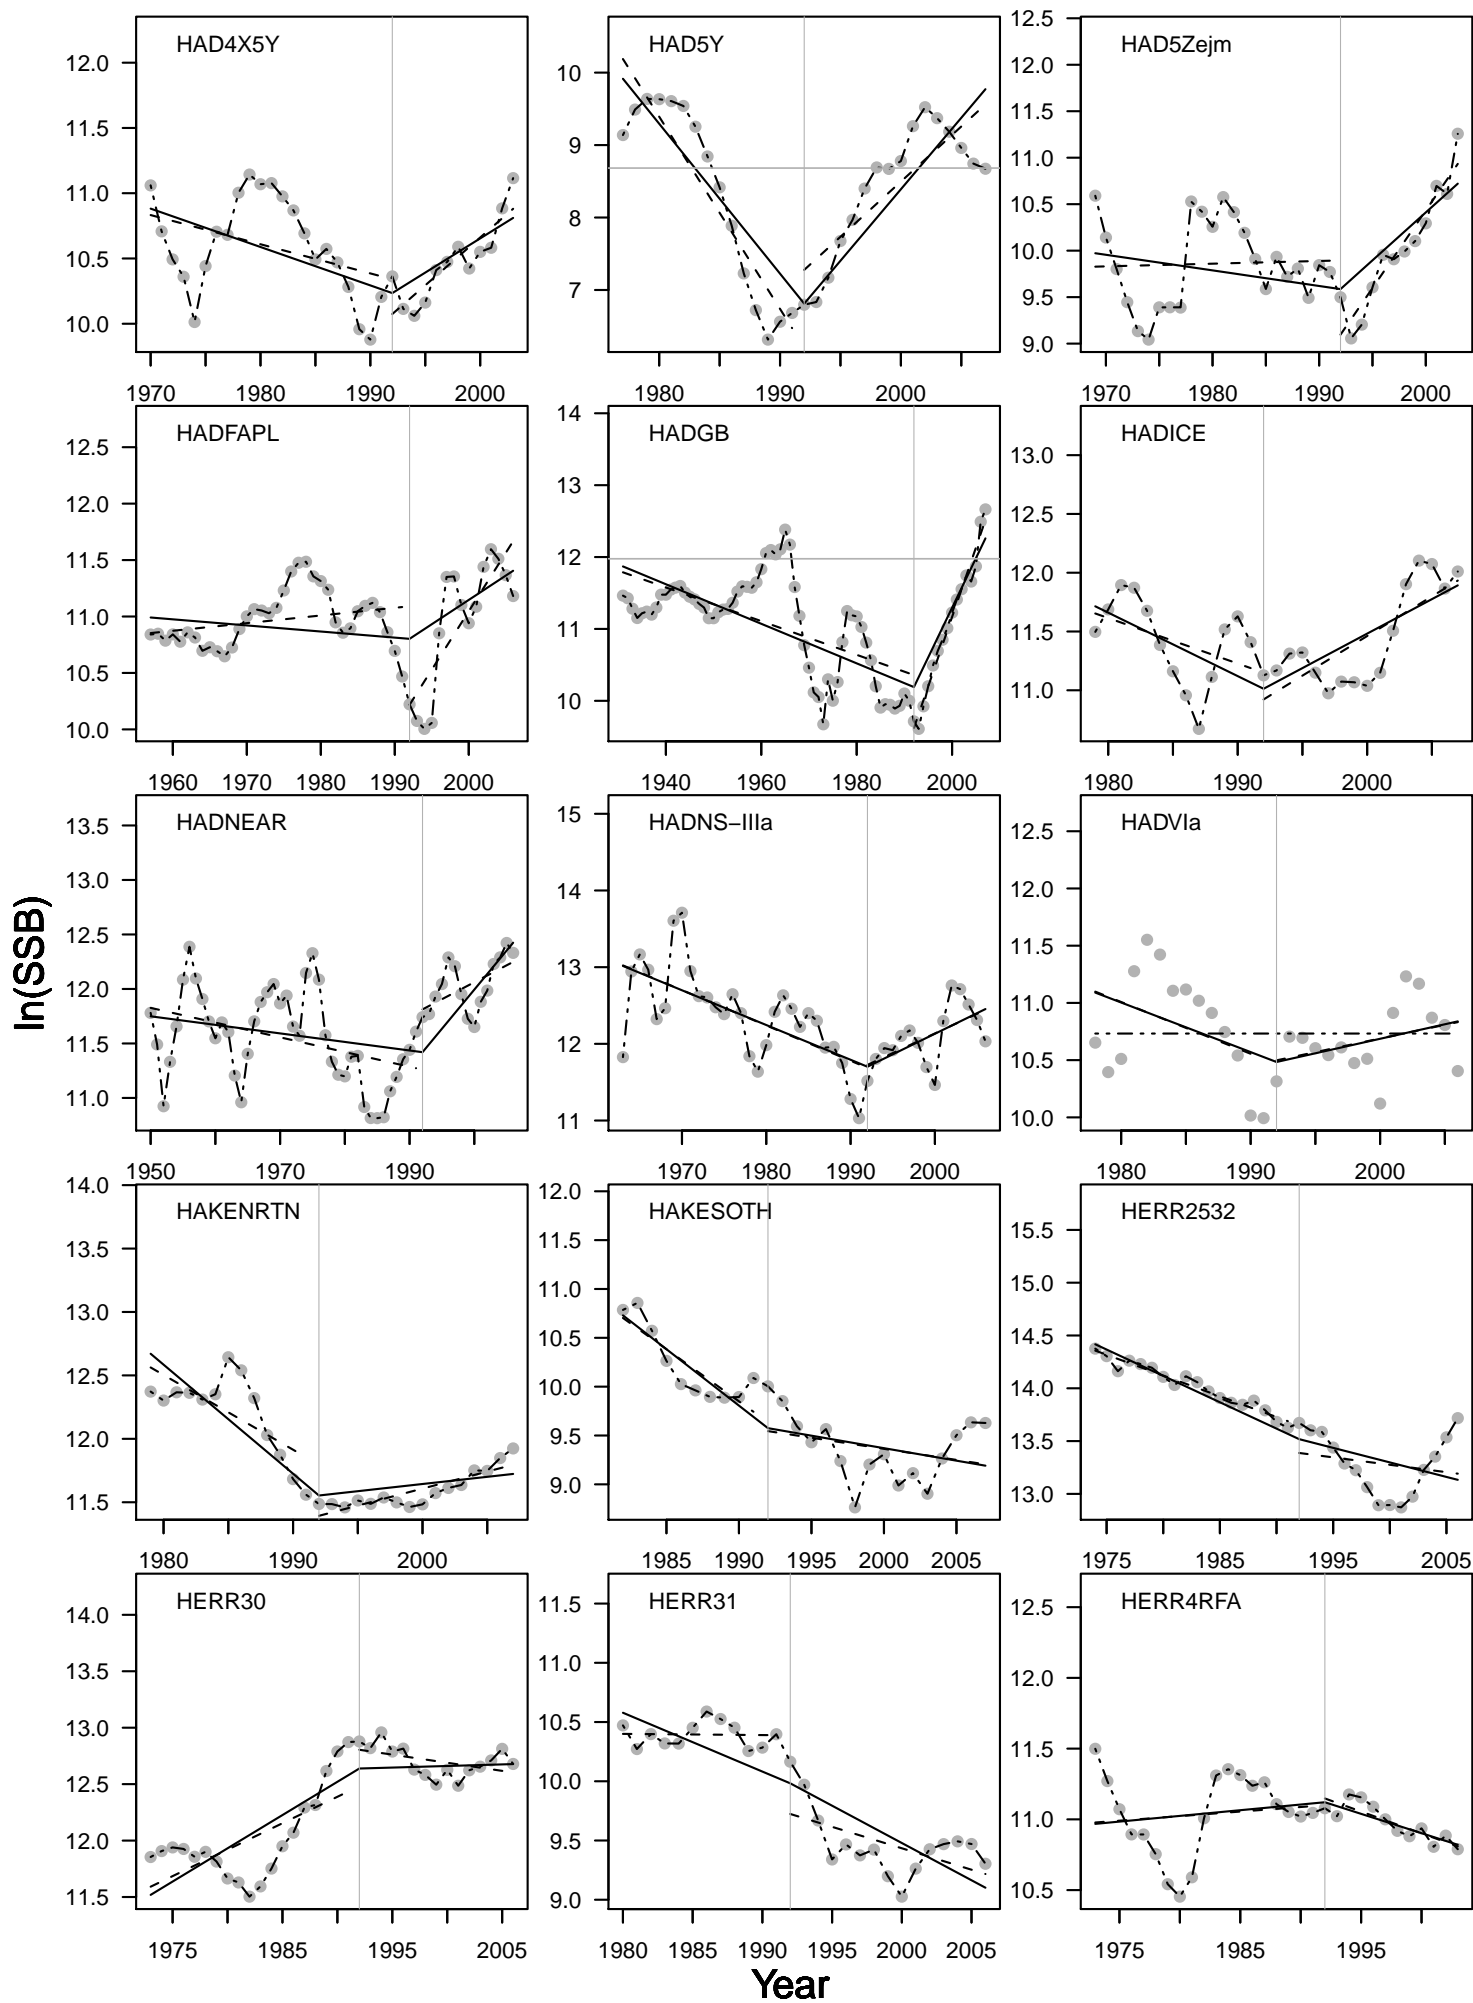 HAD4X5Y
12.0
11.5
11.0
10.5
10.0
1970 1980 1990 2000
HAD5Y
10
9
8
7
1980 1990 2000
HAD5Zejm
12.5
12.0
11.5
11.0
10.5
10.0
9.5
9.0
1970 1980 1990 2000
HADFAPL
12.5
12.0
11.5
11.0
10.5
10.0
1960 1970 1980 1990 2000
HADGB
14
13
12
11
10
1940 1960 1980 2000
HADICE
13.0
12.5
12.0
11.5
11.0
1980 1990 2000
HADNEAR
13.5
13.0
12.5
12.0
11.5
11.0
1950 1970 1990
HADNS−IIIa
15
14
13
12
11
1970 1980 1990 2000
HADVIa
12.5
12.0
11.5
11.0
10.5
10.0
1980 1990 2000
HAKENRTN
14.0
13.5
13.0
12.5
12.0
11.5
1980 1990 2000
HAKESOTH
12.0
11.5
11.0
10.5
10.0
9.5
9.0
1985 1990 1995 2000 2005
HERR2532
15.5
15.0
14.5
14.0
13.5
13.0
1975 1985 1995 2005
HERR30
14.0
13.5
13.0
12.5
12.0
11.5
1975 1985 1995 2005
HERR31
11.5
11.0
10.5
10.0
9.5
9.0
1980 1985 1990 1995 2000 2005
HERR4RFA
12.5
12.0
11.5
11.0
10.5
1975 1985 1995
ln(SSB)
Year